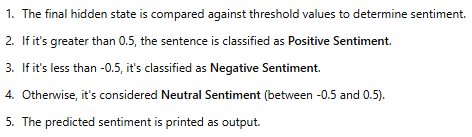 1. The final hidden state is compared against threshold values to determine sentiment.
2. If it's greater than 0.5, the sentence is classified as Positive Sentiment.
3. If it's less than -0.5, it's classified as Negative Sentiment.
4. Otherwise, it's considered Neutral Sentiment (between -0.5 and 0.5).
5. The predicted sentiment is printed as output.